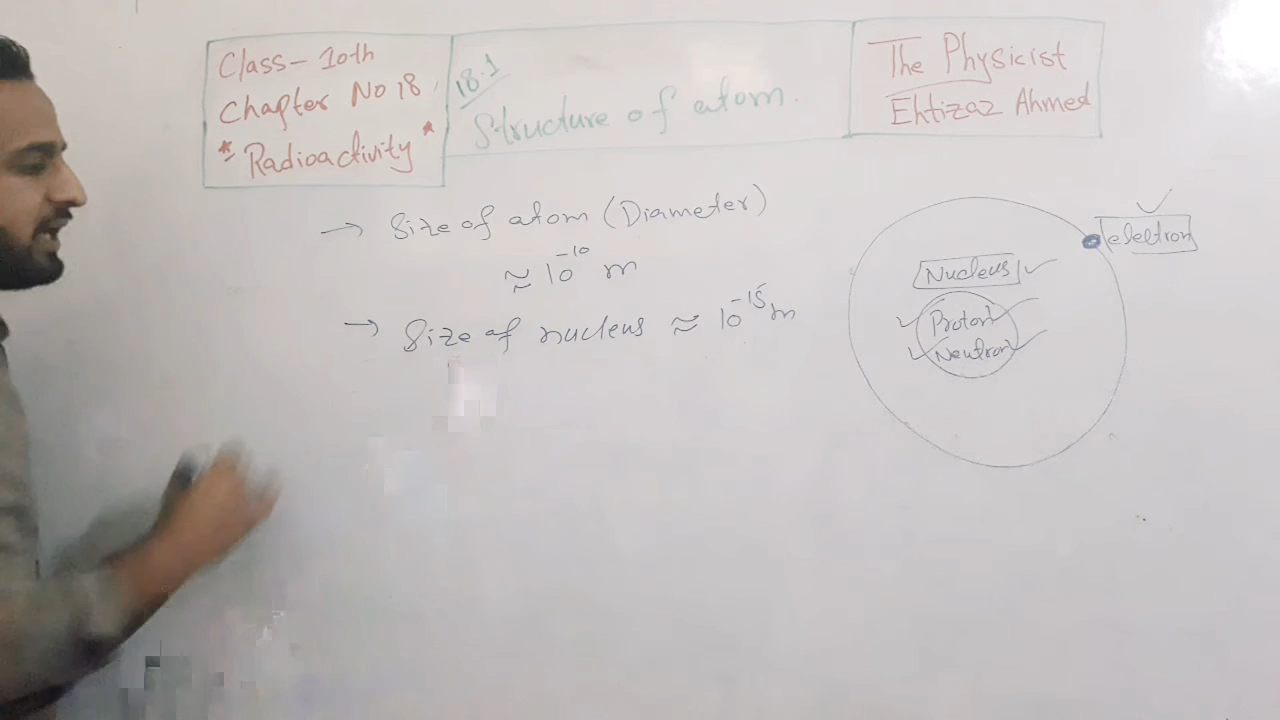 Class-10th
Chapter No 18
* Radioactivity *
18.1
Structure of atom.
The Physicist
Ehtizaz Ahmed
→ Size of atom (Diameter)
≈ 10⁻¹⁰ m
→ Size of nucleus ≈ 10⁻¹⁵ m
✓
electron
Nucleus ✓
✓ Proton ✓
✓ Neutron ✓